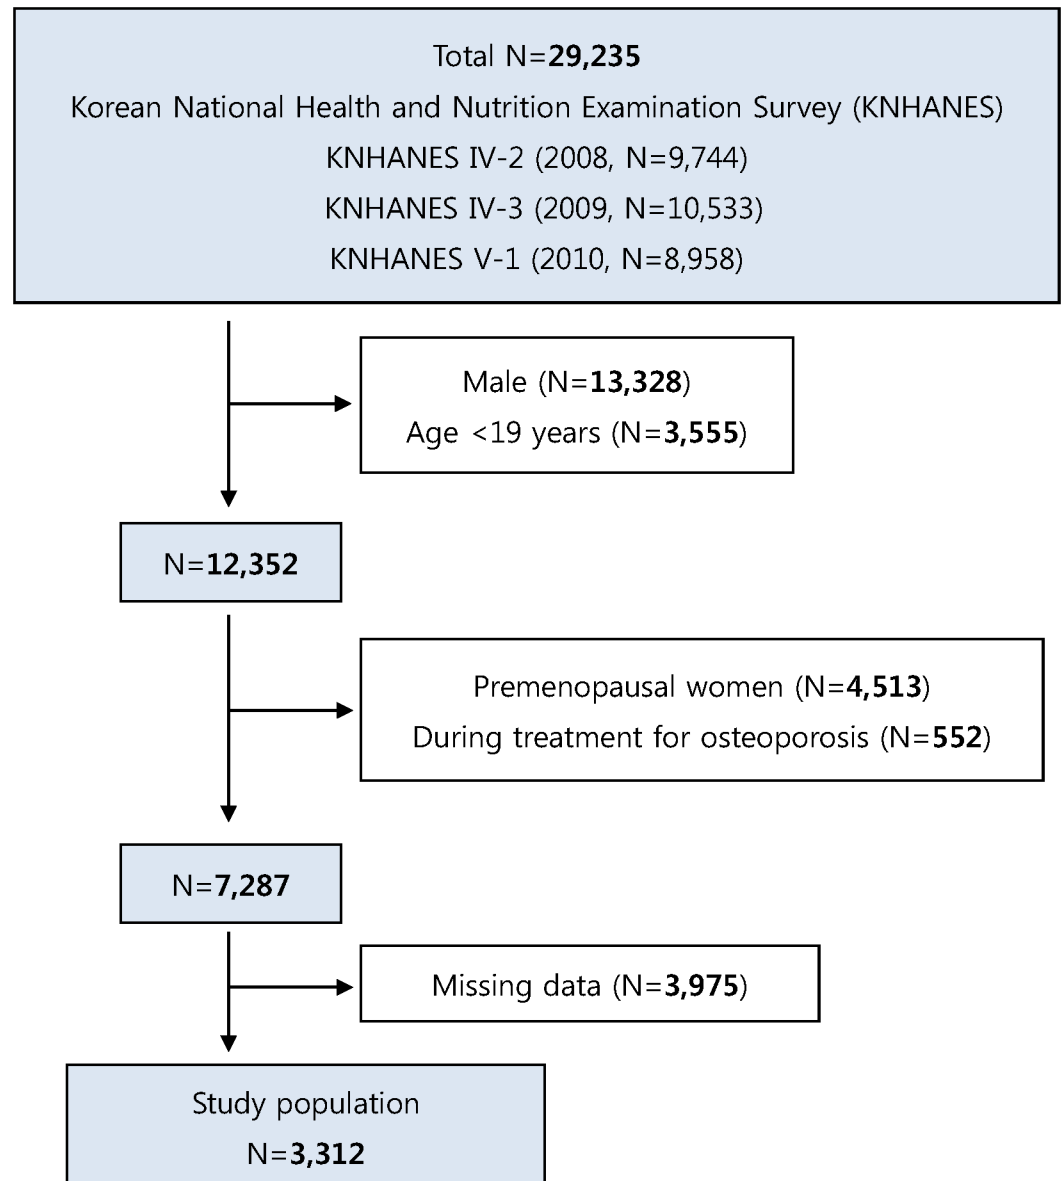 Total N=29,235
Korean National Health and Nutrition Examination Survey (KNHANES)
KNHANES IV-2 (2008, N=9,744)
KNHANES IV-3 (2009, N=10,533)
KNHANES V-1 (2010, N=8,958)
Male (N=13,328)
Age <19 years (N=3,555)
N=12,352
Premenopausal women (N=4,513)
During treatment for osteoporosis (N=552)
N=7,287
Missing data (N=3,975)
Study population
N=3,312